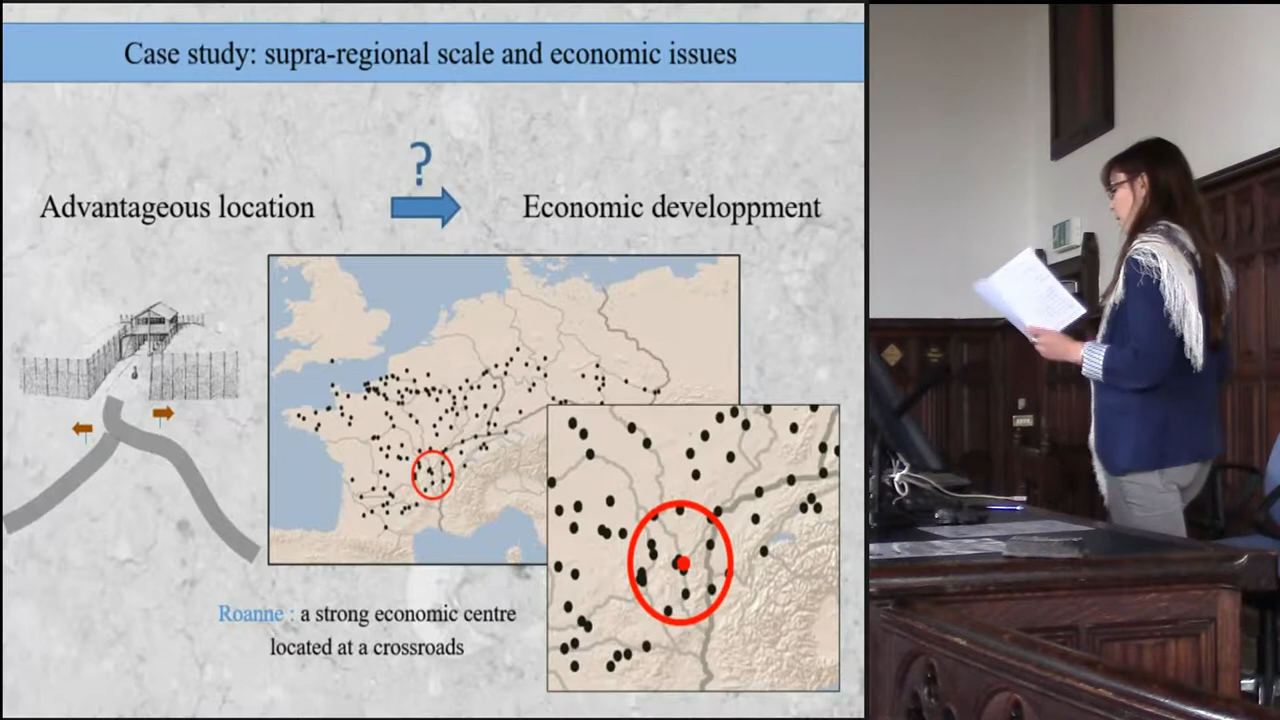 Case study: supra-regional scale and economic issues
?
Advantageous location
Economic developpment
Roanne : a strong economic centre
located at a crossroads